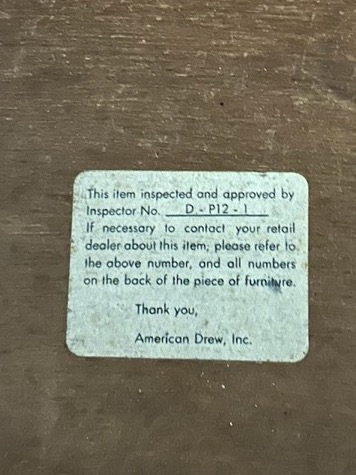 This item inspected and approved by
Inspector No. D - P12 - 1
If necessary to contact your retail
dealer about this item, please refer to
the above number, and all numbers
on the back of the piece of furniture.
Thank you,
American Drew, Inc.